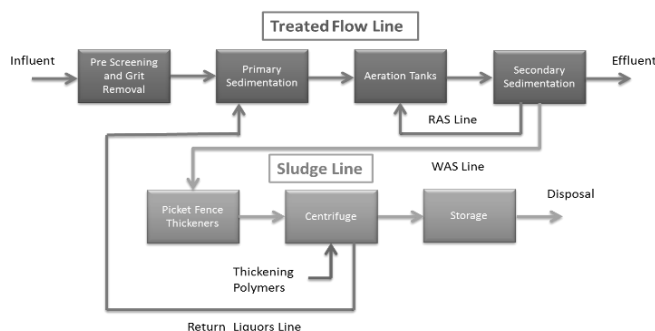 Treated Flow Line
Influent
Pre Screening
and Grit
Removal
Primary
Sedimentation
Aeration Tanks
Secondary
Sedimentation
Effluent
RAS Line
WAS Line
Sludge Line
Disposal
Picket Fence
Thickeners
Centrifuge
Storage
Thickening
Polymers
Return Liquors Line